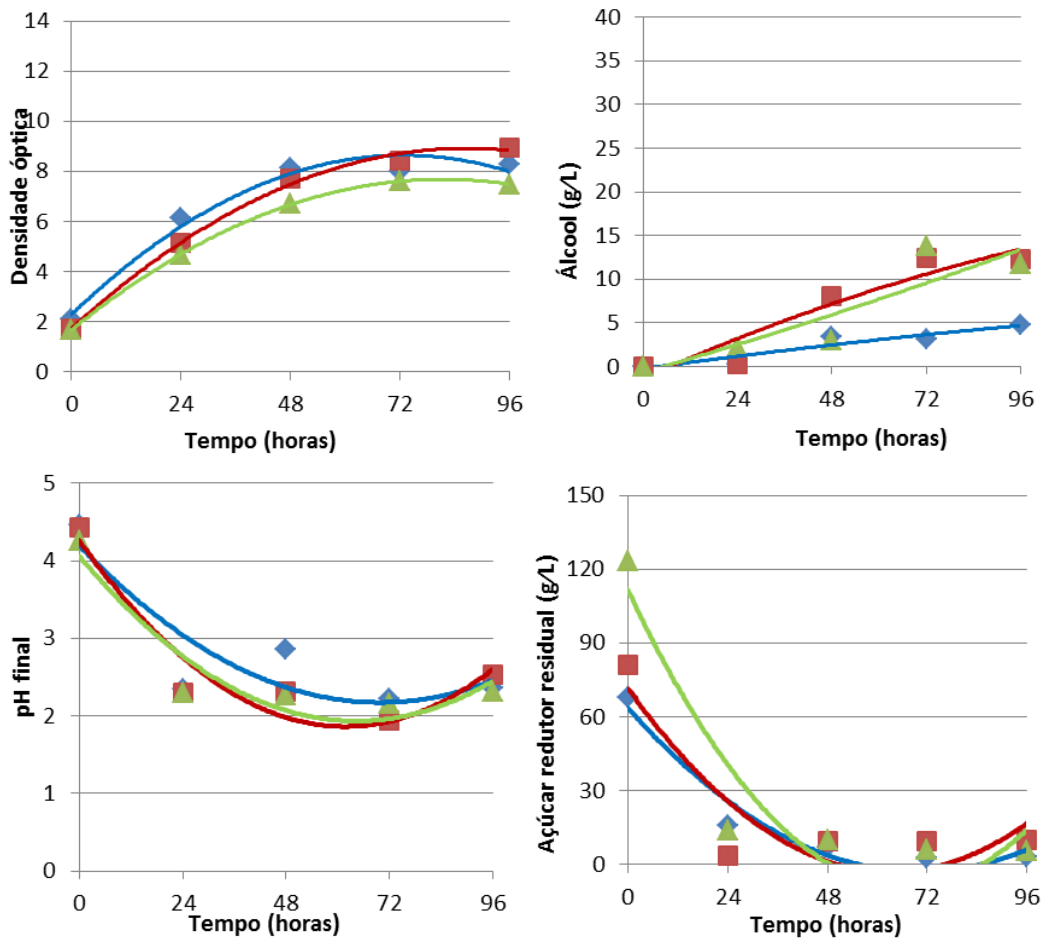 Densidade óptica
14
12
10
8
6
4
2
0
0 24 48 72 96
Tempo (horas)
Álcool (g/L)
40
35
30
25
20
15
10
5
0
0 24 48 72 96
Tempo (horas)
pH final
5
4
3
2
1
0
0 24 48 72 96
Tempo (horas)
Açúcar redutor residual (g/L)
150
120
90
60
30
0
0 24 48 72 96
Tempo (horas)